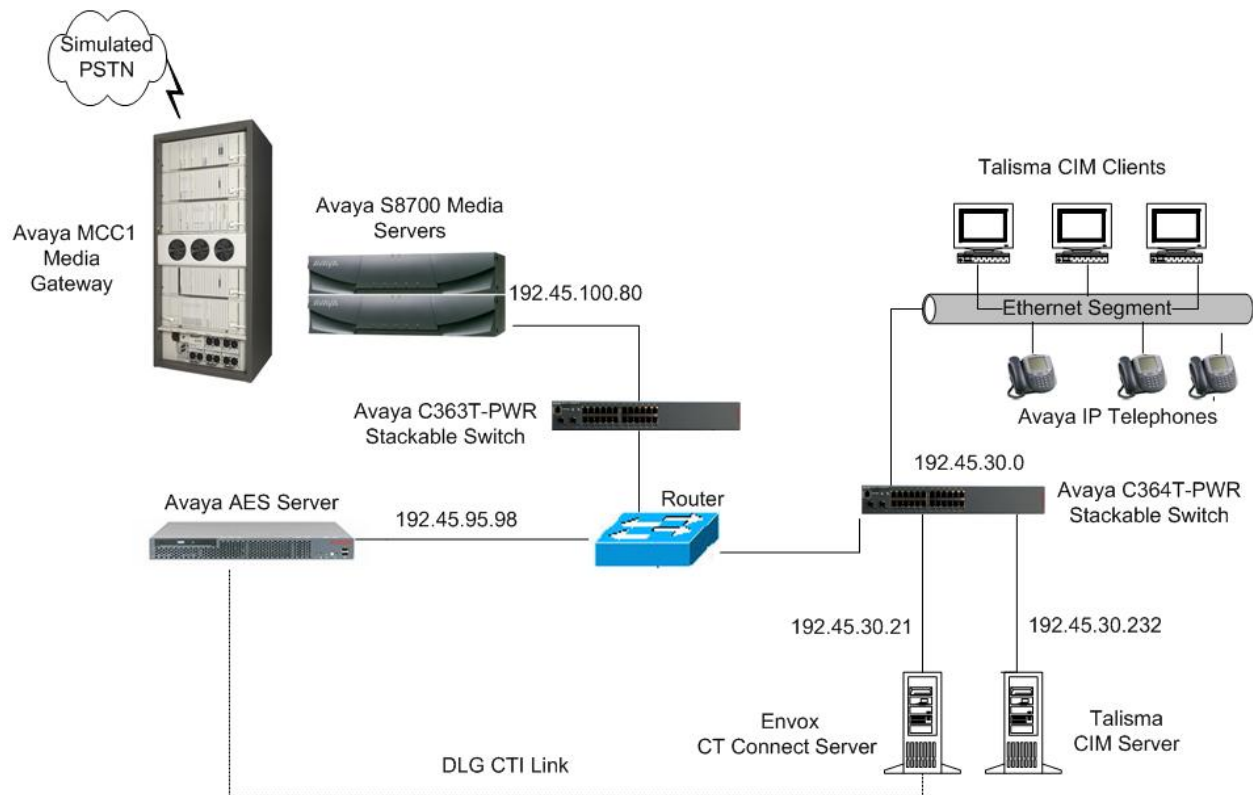 Simulated
PSTN
Talisma CIM Clients
Avaya S8700 Media
Servers
Avaya MCC1
Media
Gateway
AVAYA
AVAYA
192.45.100.80
Ethernet Segment
Avaya C363T-PWR
Stackable Switch
Avaya IP Telephones
192.45.30.0
Avaya AES Server
192.45.95.98
Router
Avaya C364T-PWR
Stackable Switch
192.45.30.21
192.45.30.232
Envox
CT Connect Server
Talisma
CIM Server
DLG CTI Link